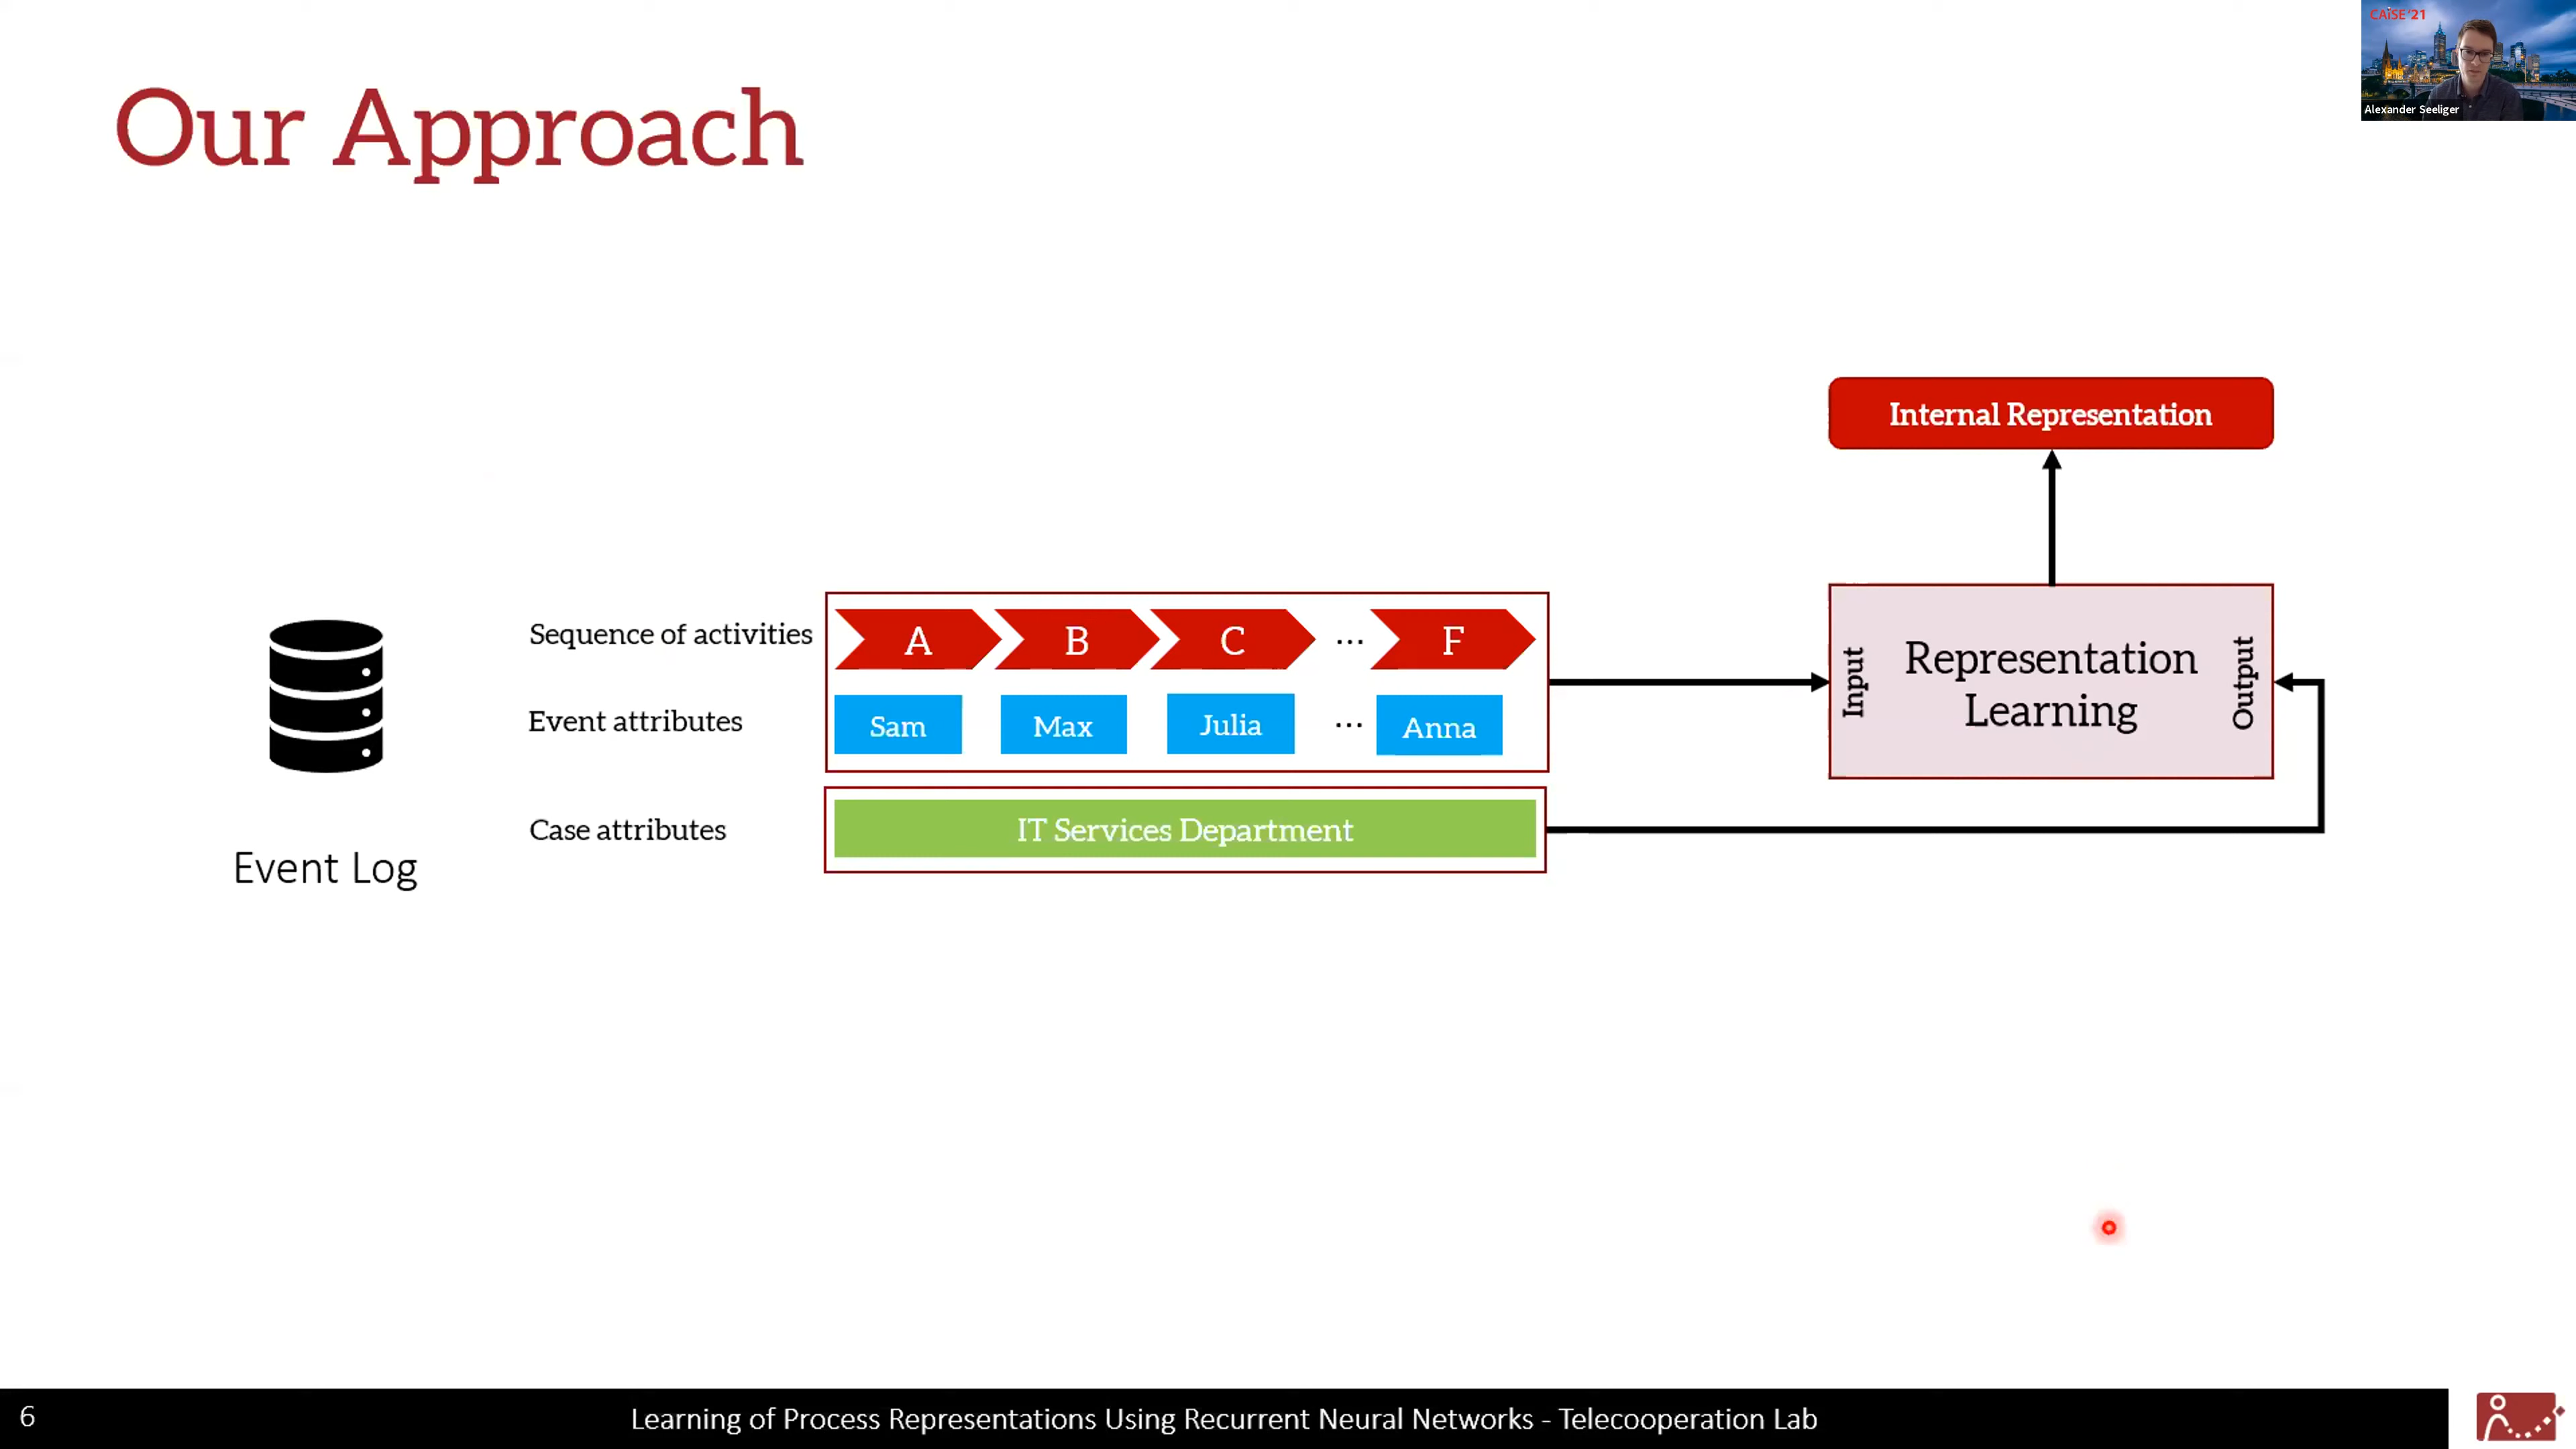 CAiSE '21
Alexander Seeliger
Our Approach
Internal Representation
Sequence of activities
A B C ... F
Event attributes
Sam Max Julia ... Anna
Case attributes
IT Services Department
Input
Representation
Learning
Output
Event Log
6
Learning of Process Representations Using Recurrent Neural Networks - Telecooperation Lab